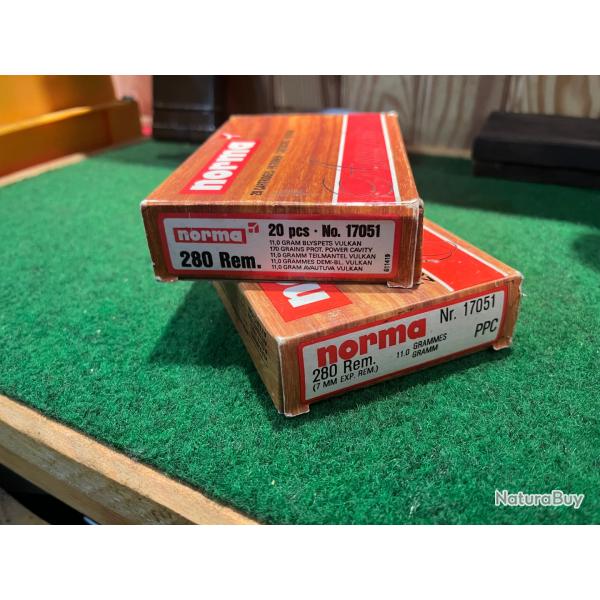 norma
norma
20 pcs · No. 17051
280 Rem.
11,0 GRAM BLYSPETS VULKAN
170 GRAINS PROT. POWER CAVITY
11,0 GRAMM TEILMANTEL VULKAN
11,0 GRAMMES DEMI-BL. VULKAN
11,0 GRAM AVAUTUVA VULKAN
611419
norma
Nr. 17051
280 Rem.
(7 MM EXP. REM.)
11.0 GRAMMES
GRAMM
PPC
NaturaBuy